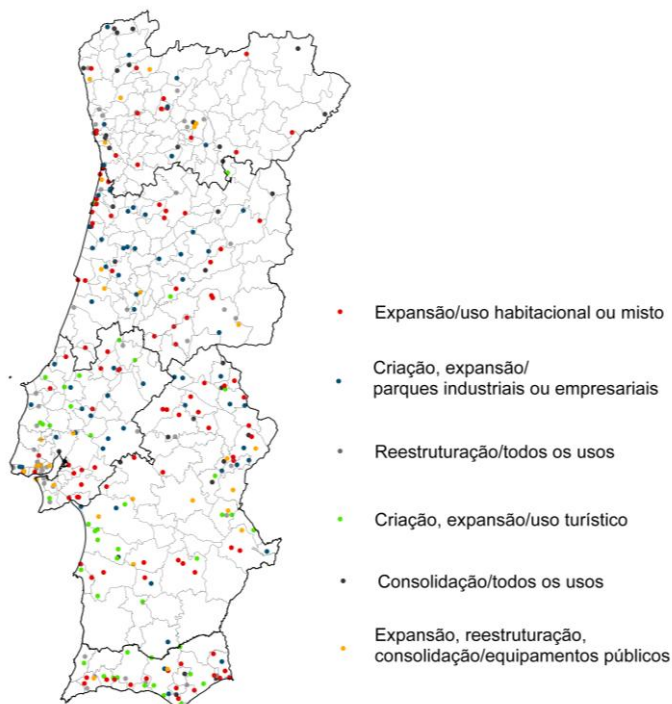 Expansão/uso habitacional ou misto
Criação, expansão/
parques industriais ou empresariais
Reestruturação/todos os usos
Criação, expansão/uso turístico
Consolidação/todos os usos
Expansão, reestruturação,
consolidação/equipamentos públicos